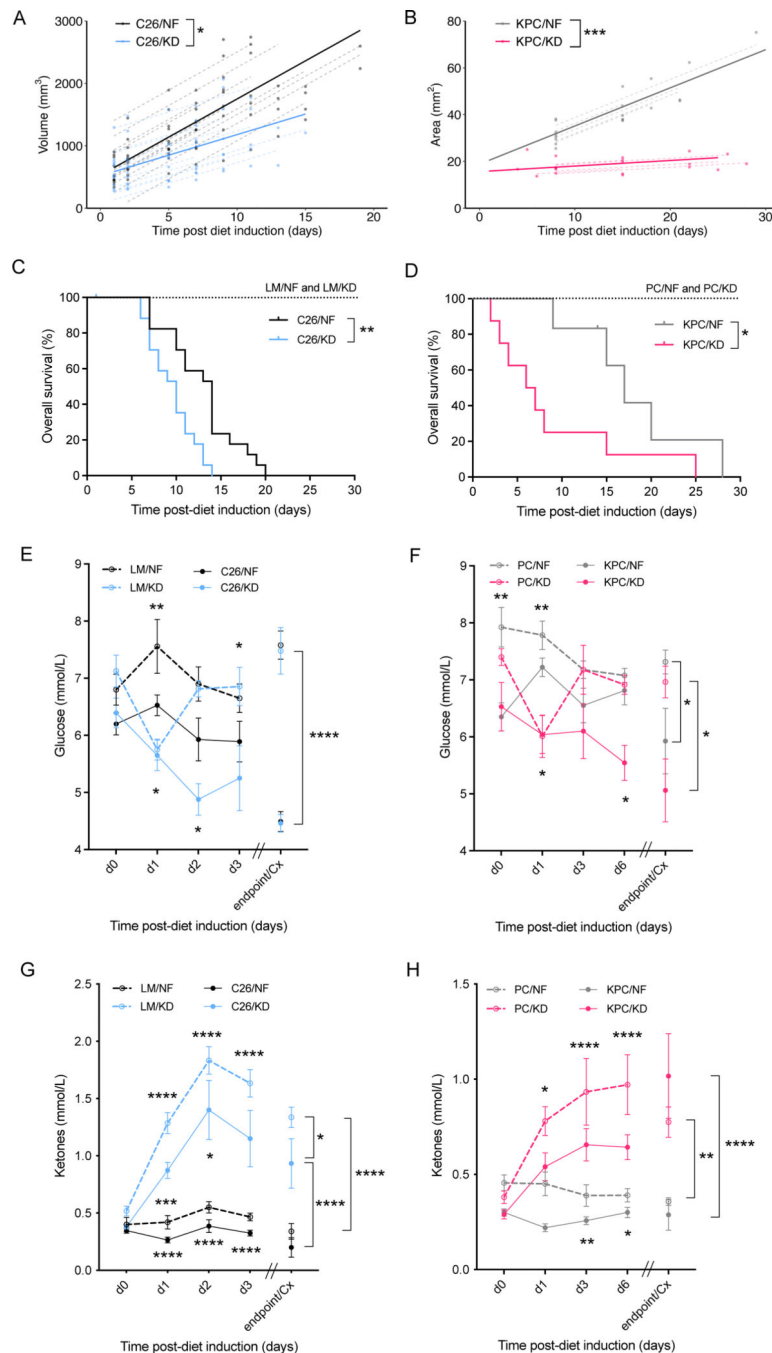 A
C26/NF
C26/KD
*
Volume (mm³)
3000
2000
1000
0
0 5 10 15 20
Time post diet induction (days)
B
KPC/NF
KPC/KD
***
Area (mm²)
80
60
40
20
0
0 10 20 30
Time post diet induction (days)
C
LM/NF and LM/KD
C26/NF
C26/KD
**
Overall survival (%)
100
80
60
40
20
0
0 5 10 15 20 25 30
Time post-diet induction (days)
D
PC/NF and PC/KD
KPC/NF
KPC/KD
*
Overall survival (%)
100
80
60
40
20
0
0 5 10 15 20 25 30
Time post-diet induction (days)
E
LM/NF C26/NF
LM/KD C26/KD
Glucose (mmol/L)
9
8
7
6
5
4
** *
****
* *
d0 d1 d2 d3 endpoint/Cx
Time post-diet induction (days)
F
PC/NF KPC/NF
PC/KD KPC/KD
Glucose (mmol/L)
9
8
7
6
5
4
** **
*
*
* *
d0 d1 d3 d6 endpoint/Cx
Time post-diet induction (days)
G
LM/NF C26/NF
LM/KD C26/KD
Ketones (mmol/L)
2.5
2.0
1.5
1.0
0.5
0.0
**** **** ****
*
****
****
*** *
**** **** ****
d0 d1 d2 d3 endpoint/Cx
Time post-diet induction (days)
H
PC/NF KPC/NF
PC/KD KPC/KD
Ketones (mmol/L)
1.5
1.0
0.5
0.0
* **** ****
**
****
** *
d0 d1 d3 d6 endpoint/Cx
Time post-diet induction (days)